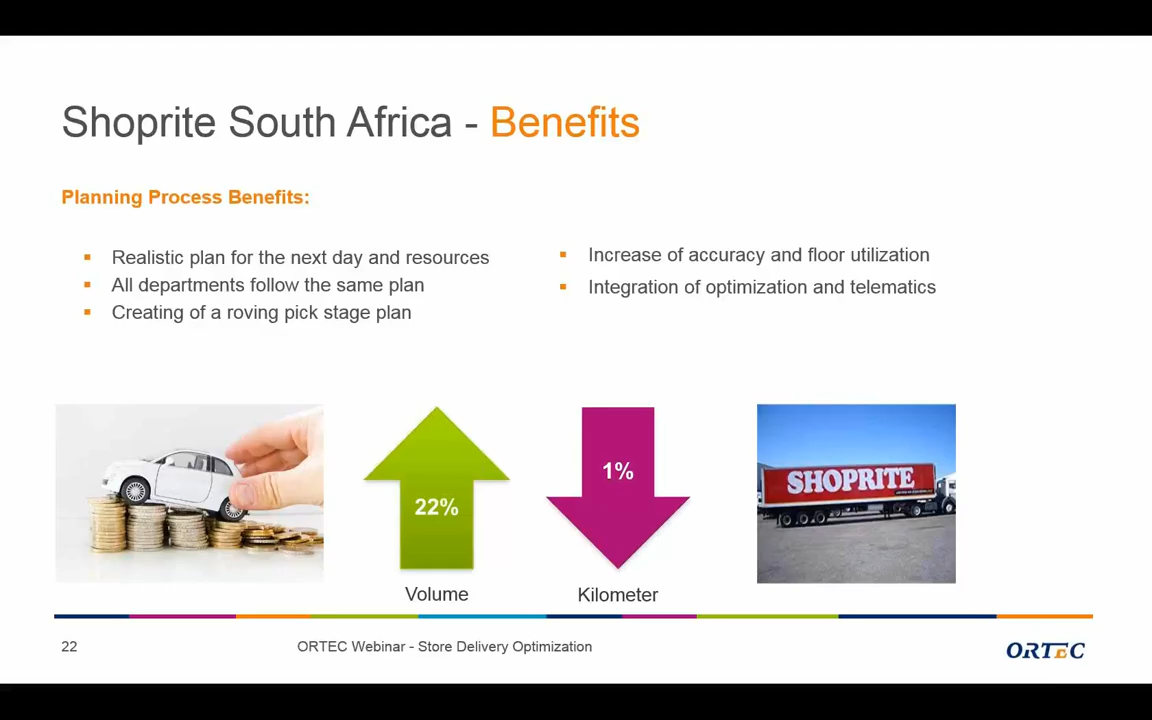 Shoprite South Africa - Benefits
Planning Process Benefits:
Realistic plan for the next day and resources
All departments follow the same plan
Creating of a roving pick stage plan
Increase of accuracy and floor utilization
Integration of optimization and telematics
22%
1%
SHOPRITE
Volume
Kilometer
22
ORTEC Webinar - Store Delivery Optimization
ORTEC